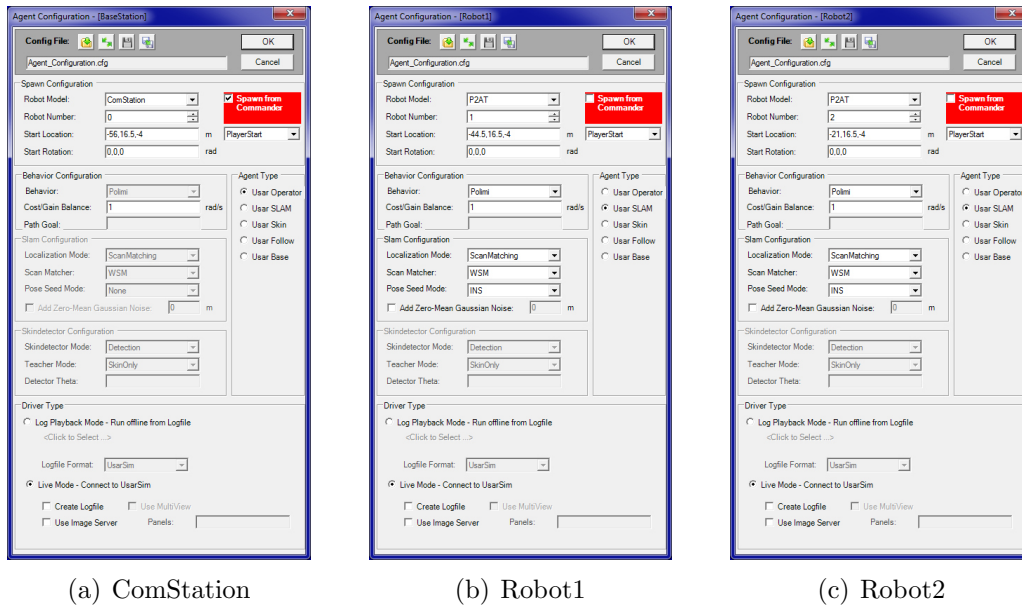 Agent Configuration - [BaseStation]
Config File:
OK
Agent_Configuration.cfg
Cancel
Spawn Configuration
Robot Model: ComStation
Spawn from Commander
Robot Number: 0
Start Location: -56,16.5,-4 m PlayerStart
Start Rotation: 0,0,0 rad
Behavior Configuration
Behavior: Polimi
Cost/Gain Balance: 1 rad/s
Path Goal:
Agent Type
Usar Operator
Usar SLAM
Usar Skin
Usar Follow
Usar Base
Slam Configuration
Localization Mode: ScanMatching
Scan Matcher: WSM
Pose Seed Mode: None
Add Zero-Mean Gaussian Noise: 0 m
Skindetector Configuration
Skindetector Mode: Detection
Teacher Mode: SkinOnly
Detector Theta:
Driver Type
Log Playback Mode - Run offline from Logfile
<Click to Select ...>
Logfile Format: UsarSim
Live Mode - Connect to UsarSim
Create Logfile Use MultiView
Use Image Server Panels:
(a) ComStation
Agent Configuration - [Robot1]
Config File:
OK
Agent_Configuration.cfg
Cancel
Spawn Configuration
Robot Model: P2AT
Spawn from Commander
Robot Number: 1
Start Location: -44.5,16.5,-4 m PlayerStart
Start Rotation: 0,0,0 rad
Behavior Configuration
Behavior: Polimi
Cost/Gain Balance: 1 rad/s
Path Goal:
Agent Type
Usar Operator
Usar SLAM
Usar Skin
Usar Follow
Usar Base
Slam Configuration
Localization Mode: ScanMatching
Scan Matcher: WSM
Pose Seed Mode: INS
Add Zero-Mean Gaussian Noise: 0 m
Skindetector Configuration
Skindetector Mode: Detection
Teacher Mode: SkinOnly
Detector Theta:
Driver Type
Log Playback Mode - Run offline from Logfile
<Click to Select ...>
Logfile Format: UsarSim
Live Mode - Connect to UsarSim
Create Logfile Use MultiView
Use Image Server Panels:
(b) Robot1
Agent Configuration - [Robot2]
Config File:
OK
Agent_Configuration.cfg
Cancel
Spawn Configuration
Robot Model: P2AT
Spawn from Commander
Robot Number: 2
Start Location: -21,16.5,-4 m PlayerStart
Start Rotation: 0,0,0 rad
Behavior Configuration
Behavior: Polimi
Cost/Gain Balance: 1 rad/s
Path Goal:
Agent Type
Usar Operator
Usar SLAM
Usar Skin
Usar Follow
Usar Base
Slam Configuration
Localization Mode: ScanMatching
Scan Matcher: WSM
Pose Seed Mode: INS
Add Zero-Mean Gaussian Noise: 0 m
Skindetector Configuration
Skindetector Mode: Detection
Teacher Mode: SkinOnly
Detector Theta:
Driver Type
Log Playback Mode - Run offline from Logfile
<Click to Select ...>
Logfile Format: UsarSim
Live Mode - Connect to UsarSim
Create Logfile Use MultiView
Use Image Server Panels:
(c) Robot2